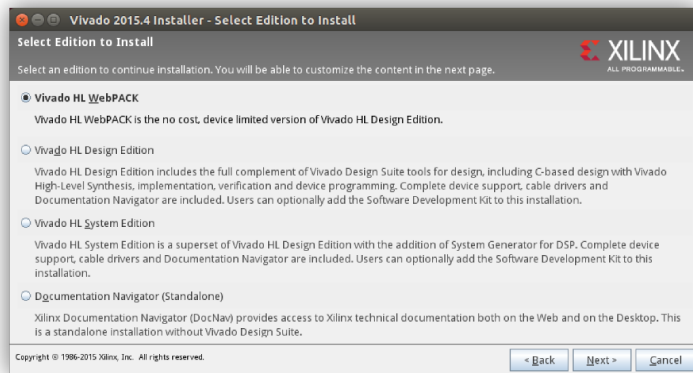 Vivado 2015.4 Installer - Select Edition to Install
Select Edition to Install
Select an edition to continue installation. You will be able to customize the content in the next page.
XILINX
ALL PROGRAMMABLE™
Vivado HL WebPACK
Vivado HL WebPACK is the no cost, device limited version of Vivado HL Design Edition.
Vivado HL Design Edition
Vivado HL Design Edition includes the full complement of Vivado Design Suite tools for design, including C-based design with Vivado
High-Level Synthesis, implementation, verification and device programming. Complete device support, cable drivers and
Documentation Navigator are included. Users can optionally add the Software Development Kit to this installation.
Vivado HL System Edition
Vivado HL System Edition is a superset of Vivado HL Design Edition with the addition of System Generator for DSP. Complete device
support, cable drivers and Documentation Navigator are included. Users can optionally add the Software Development Kit to this
installation.
Documentation Navigator (Standalone)
Xilinx Documentation Navigator (DocNav) provides access to Xilinx technical documentation both on the Web and on the Desktop. This
is a standalone installation without Vivado Design Suite.
Copyright © 1986-2015 Xilinx, Inc. All rights reserved.
< Back
Next >
Cancel